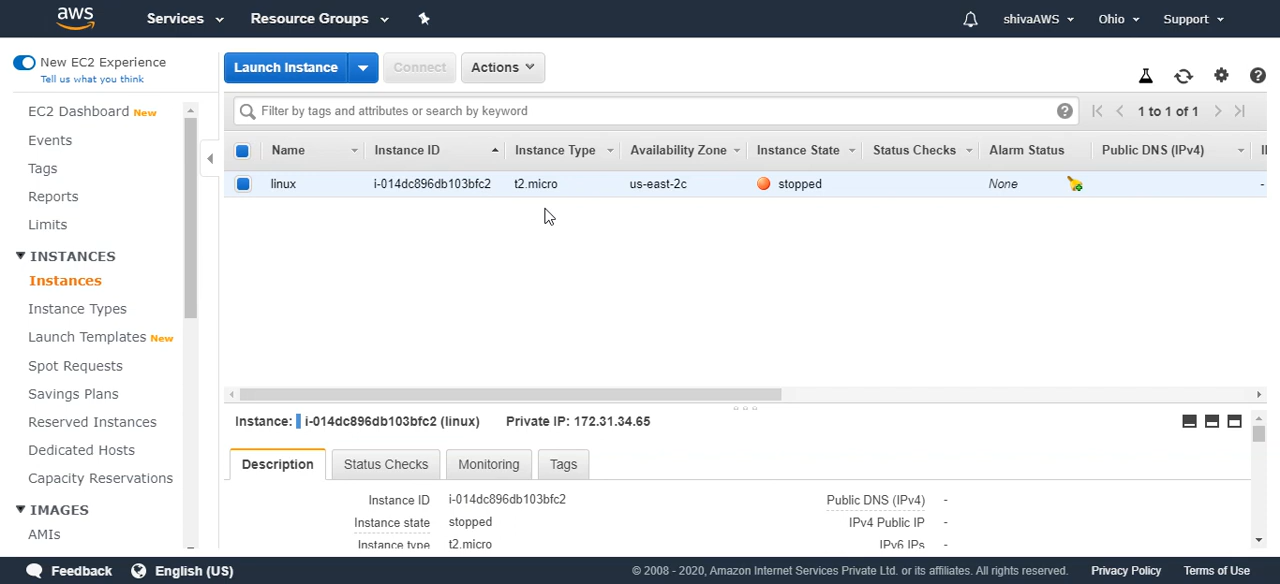 aws Services Resource Groups shivaAWS Ohio Support
New EC2 Experience
Tell us what you think
EC2 Dashboard New
Events
Tags
Reports
Limits
INSTANCES
Instances
Instance Types
Launch Templates New
Spot Requests
Savings Plans
Reserved Instances
Dedicated Hosts
Capacity Reservations
IMAGES
AMIs
Launch Instance Connect Actions
Filter by tags and attributes or search by keyword ? 1 to 1 of 1
Name Instance ID Instance Type Availability Zone Instance State Status Checks Alarm Status Public DNS (IPv4)
linux i-014dc896db103bfc2 t2.micro us-east-2c stopped None -
Instance: i-014dc896db103bfc2 (linux) Private IP: 172.31.34.65
Description Status Checks Monitoring Tags
Instance ID i-014dc896db103bfc2 Public DNS (IPv4) -
Instance state stopped IPv4 Public IP -
Instance type t2.micro IPv6 IPs -
Feedback English (US) © 2008 - 2020, Amazon Internet Services Private Ltd. or its affiliates. All rights reserved. Privacy Policy Terms of Use